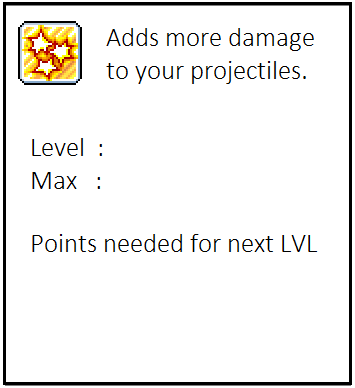 Adds more damage
to your projectiles.
Level :
Max :
Points needed for next LVL